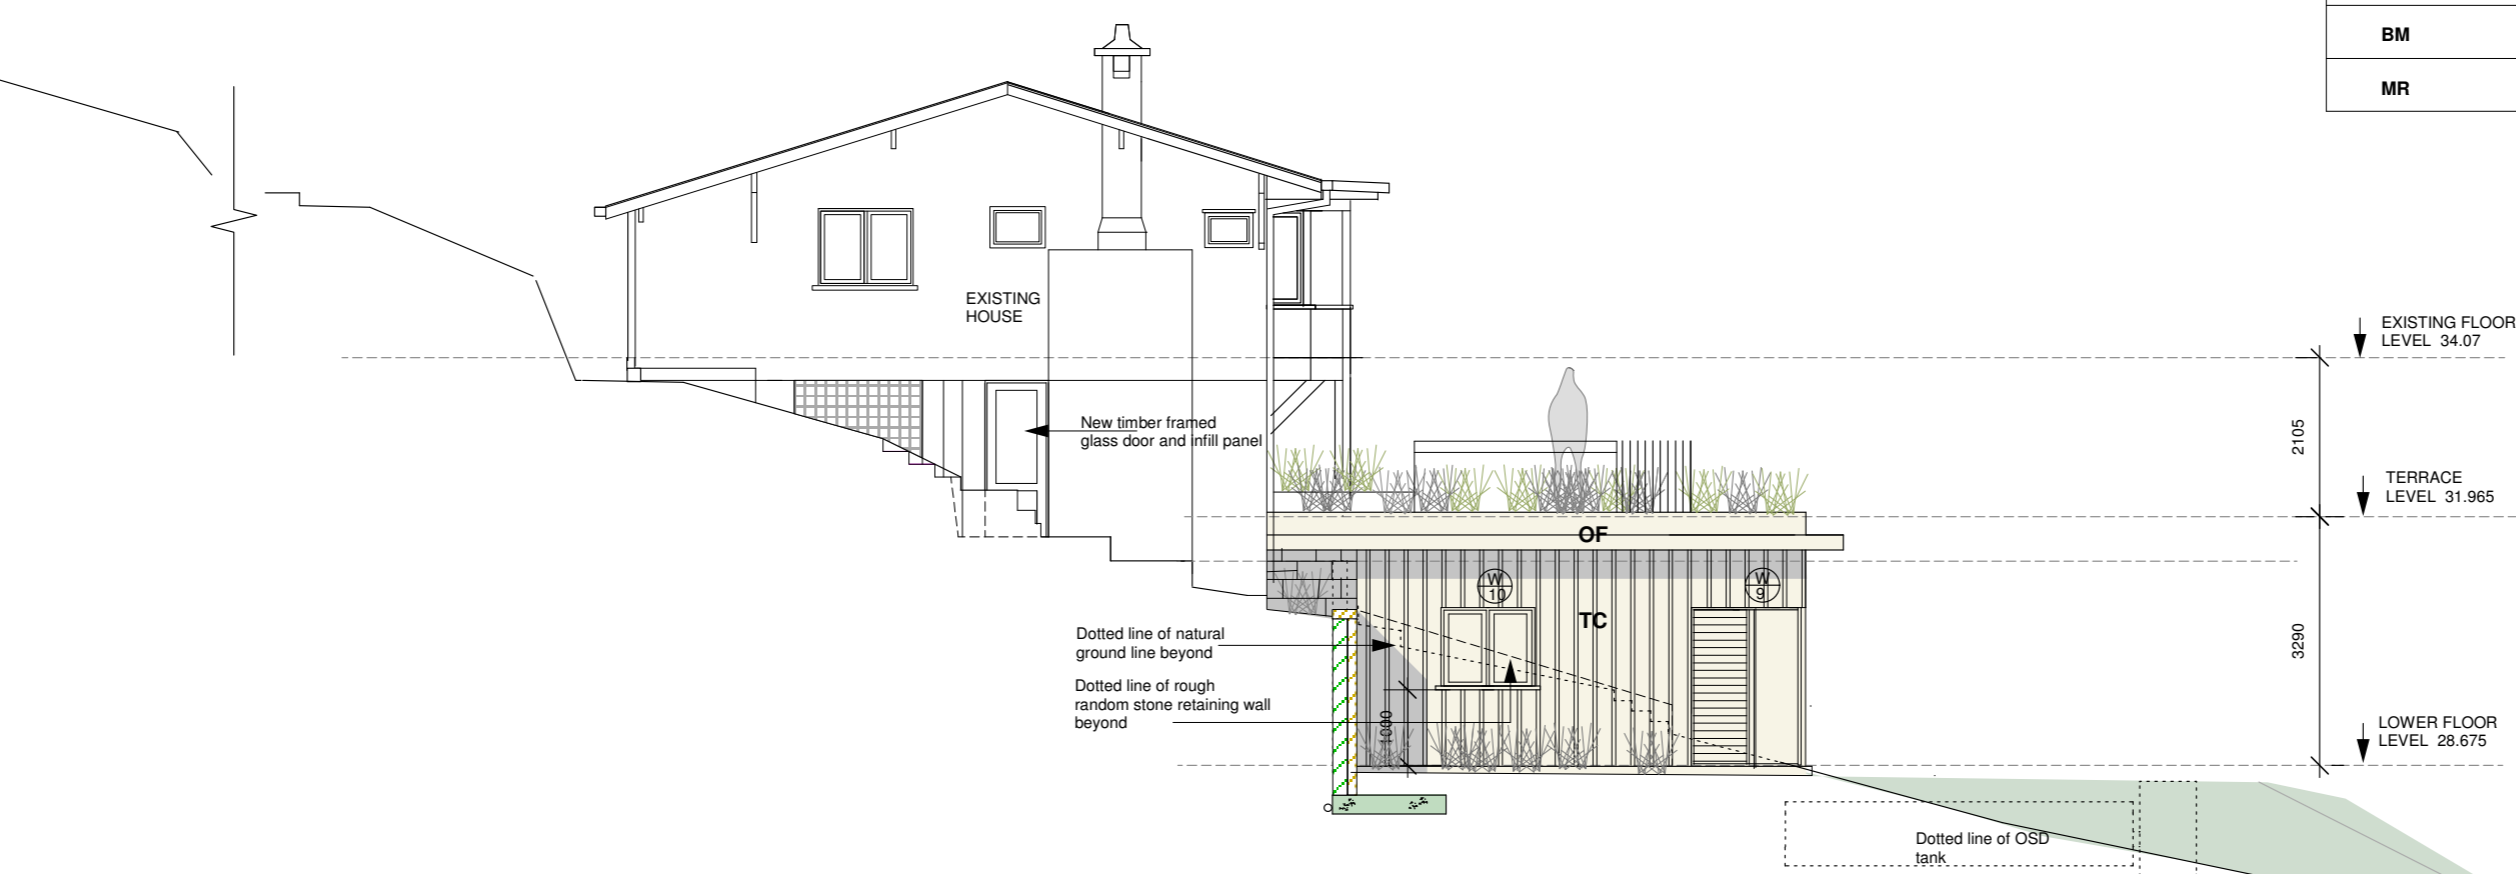 BM
MR
EXISTING
HOUSE
EXISTING FLOOR
LEVEL 34.07
New timber framed
glass door and infill panel
2105
TERRACE
LEVEL 31.965
OF
W
10
W
9
TC
Dotted line of natural
ground line beyond
3290
Dotted line of rough
random stone retaining wall
beyond
1000
LOWER FLOOR
LEVEL 28.675
Dotted line of OSD
tank